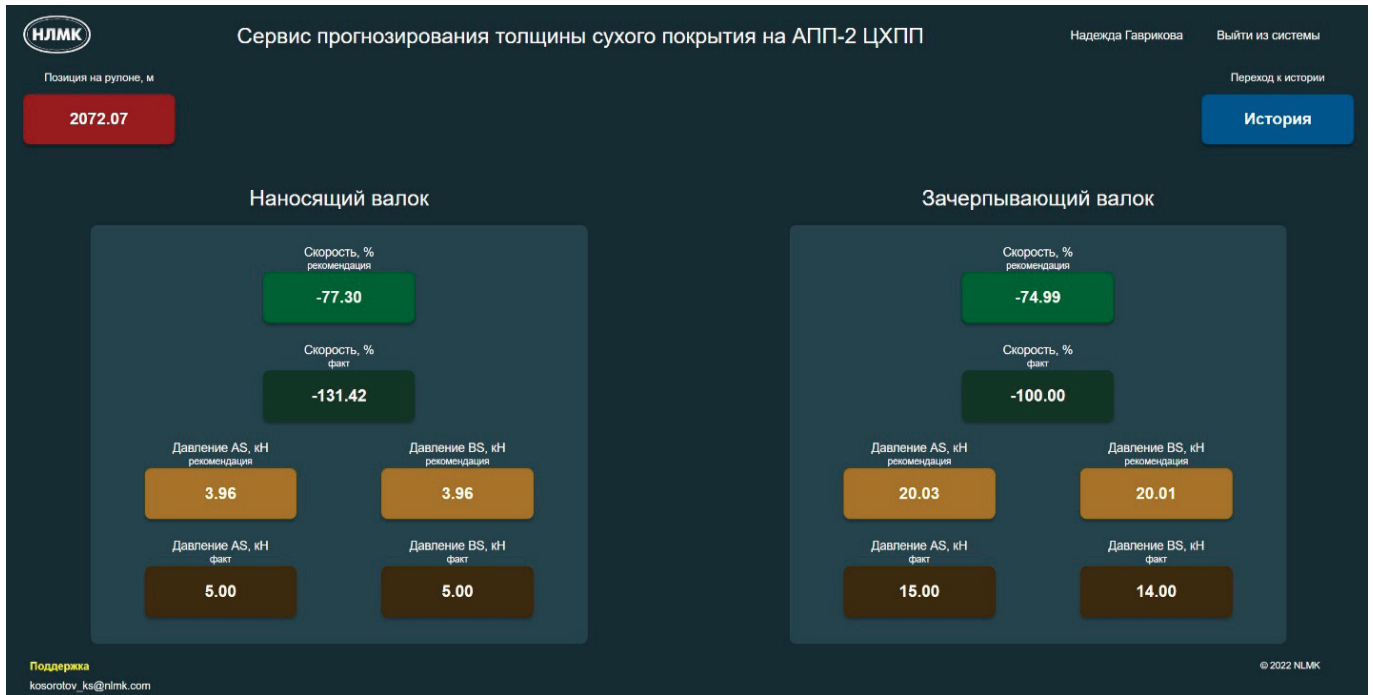 НЛМК
Сервис прогнозирования толщины сухого покрытия на АПП-2 ЦХПП
Надежда Гаврикова
Выйти из системы
Позиция на рулоне, м
Переход к истории
2072.07
История
Наносящий валок
Зачерпывающий валок
Скорость, %
рекомендация
-77.30
Скорость, %
факт
-131.42
Давление AS, кН
рекомендация
3.96
Давление BS, кН
рекомендация
3.96
Давление AS, кН
факт
5.00
Давление BS, кН
факт
5.00
Скорость, %
рекомендация
-74.99
Скорость, %
факт
-100.00
Давление AS, кН
рекомендация
20.03
Давление BS, кН
рекомендация
20.01
Давление AS, кН
факт
15.00
Давление BS, кН
факт
14.00
Поддержка
kosorotov_ks@nlmk.com
© 2022 NLMK